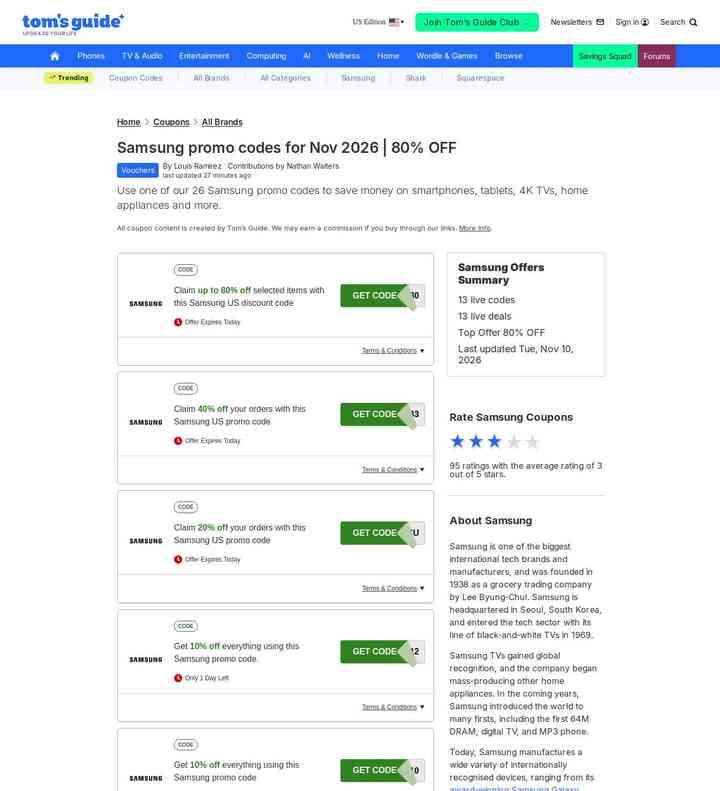 tom's guide
UPGRADE YOUR LIFE
US Edition
Join Tom's Guide Club →
Newsletters
Sign in
Search
Phones TV & Audio Entertainment Computing AI Wellness Home Wordle & Games Browse Savings Squad Forums
Trending Coupon Codes All Brands All Categories Samsung Shark Squarespace
Home > Coupons > All Brands
Samsung promo codes for Nov 2026 | 80% OFF
Vouchers
By Louis Ramirez Contributions by Nathan Walters
last updated 27 minutes ago
Use one of our 26 Samsung promo codes to save money on smartphones, tablets, 4K TVs, home
appliances and more.
All coupon content is created by Tom's Guide. We may earn a commission if you buy through our links. More Info.
CODE
SAMSUNG
Claim up to 80% off selected items with
this Samsung US discount code
Offer Expires Today
GET CODE 30
Terms & Conditions ▼
CODE
SAMSUNG
Claim 40% off your orders with this
Samsung US promo code
Offer Expires Today
GET CODE 33
Terms & Conditions ▼
CODE
SAMSUNG
Claim 20% off your orders with this
Samsung US promo code
Offer Expires Today
GET CODE U
Terms & Conditions ▼
CODE
SAMSUNG
Get 10% off everything using this
Samsung promo code.
Only 1 Day Left
GET CODE 12
Terms & Conditions ▼
CODE
SAMSUNG
Get 10% off everything using this
Samsung promo code
GET CODE 0
Samsung Offers
Summary
13 live codes
13 live deals
Top Offer 80% OFF
Last updated Tue, Nov 10,
2026
Rate Samsung Coupons
95 ratings with the average rating of 3
out of 5 stars.
About Samsung
Samsung is one of the biggest
international tech brands and
manufacturers, and was founded in
1938 as a grocery trading company
by Lee Byung-Chul. Samsung is
headquartered in Seoul, South Korea,
and entered the tech sector with its
line of black-and-white TVs in 1969.
Samsung TVs gained global
recognition, and the company began
mass-producing other home
appliances. In the coming years,
Samsung introduced the world to
many firsts, including the first 64M
DRAM, digital TV, and MP3 phone.
Today, Samsung manufactures a
wide variety of internationally
recognised devices, ranging from its
award-winning Samsung Galaxy